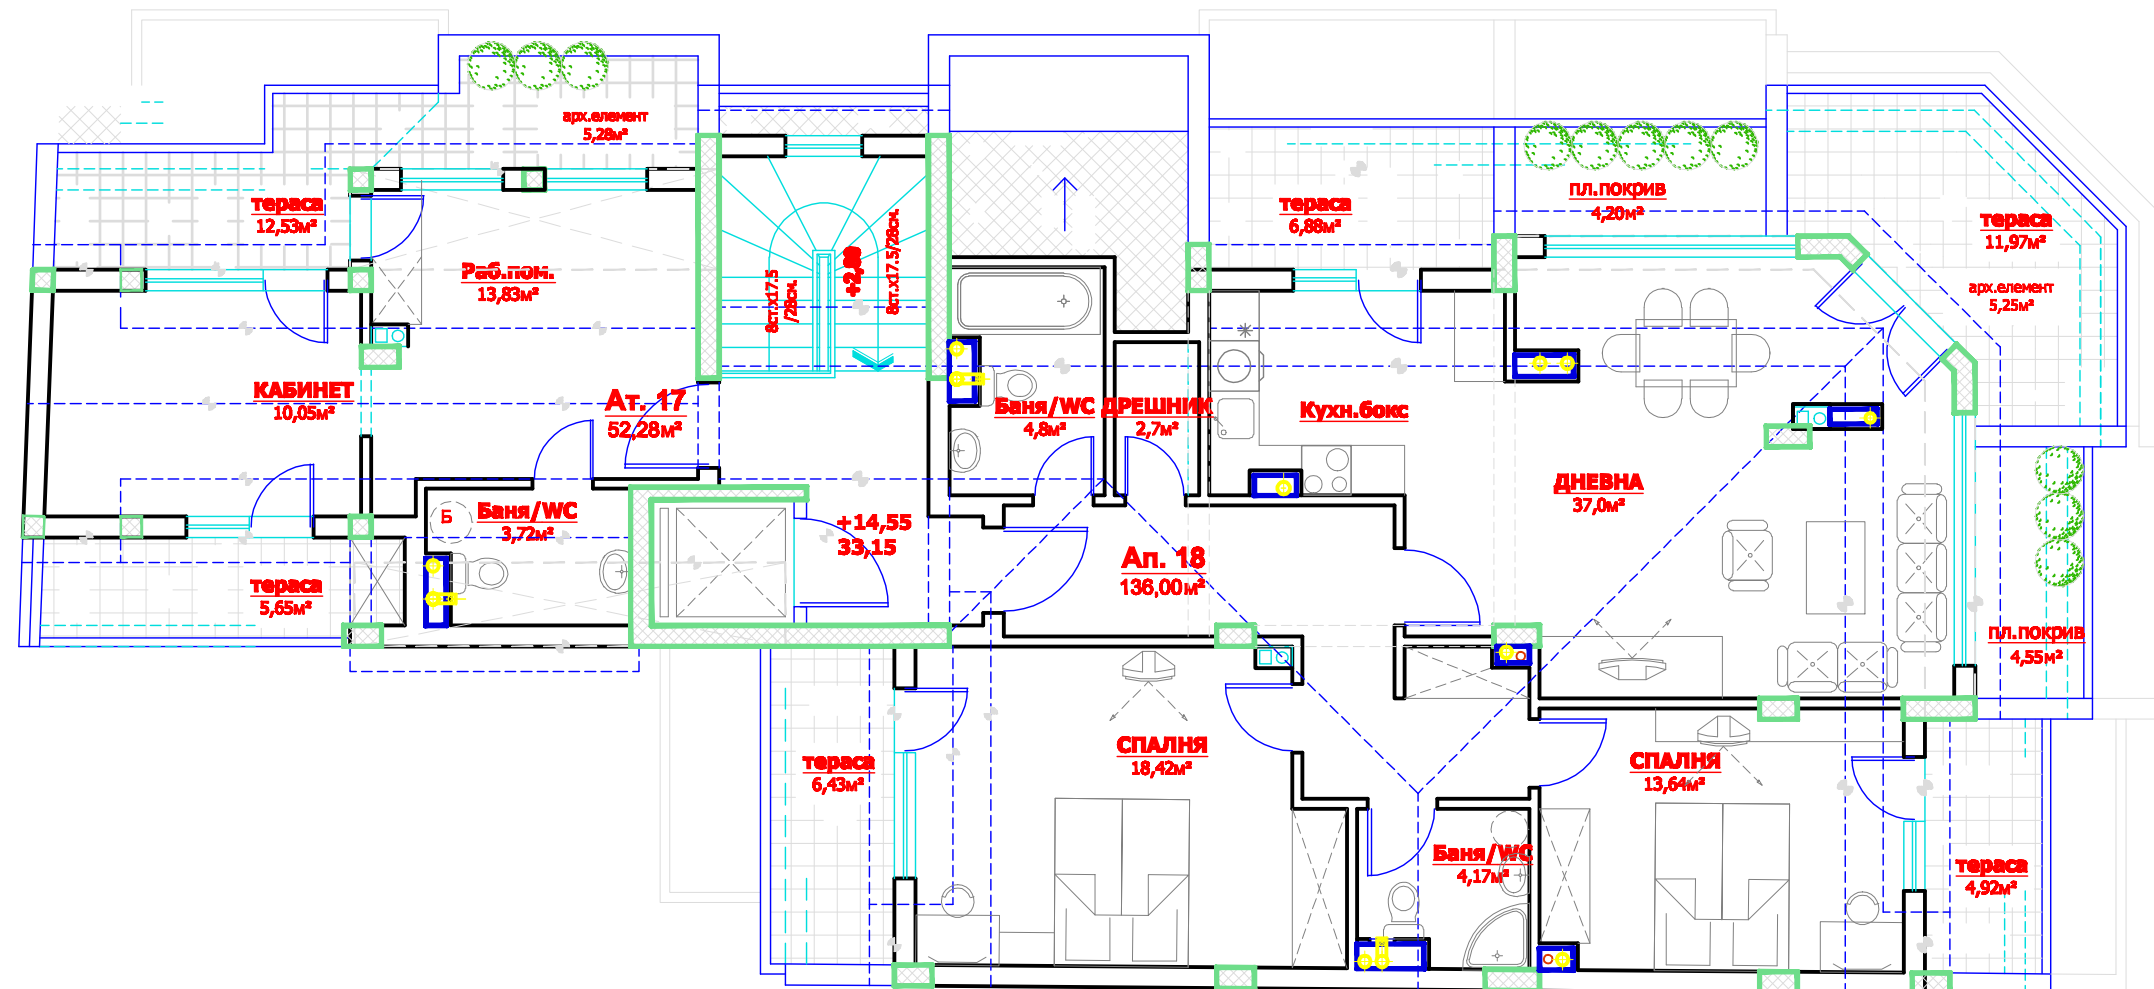 арх.елемент
5,28м²
тераса
12,53м²
Раб.пом.
13,83м²
8ст.х17.5
/28см.
+2,80
8ст.х17.5/28см.
тераса
6,88м²
пл.покрив
4,20м²
тераса
11,97м²
арх.елемент
5,25м²
КАБИНЕТ
10,05м²
Ат. 17
52,28м²
Баня/WC
4,8м²
ДРЕШНИК
2,7м²
Кухн.бокс
ДНЕВНА
37,0м²
Б
Баня/WC
3,72м²
+14,55
33,15
Ап. 18
136,00м²
тераса
5,65м²
пл.покрив
4,55м²
СПАЛНЯ
18,42м²
тераса
6,43м²
СПАЛНЯ
13,64м²
Баня/WC
4,17м²
тераса
4,92м²